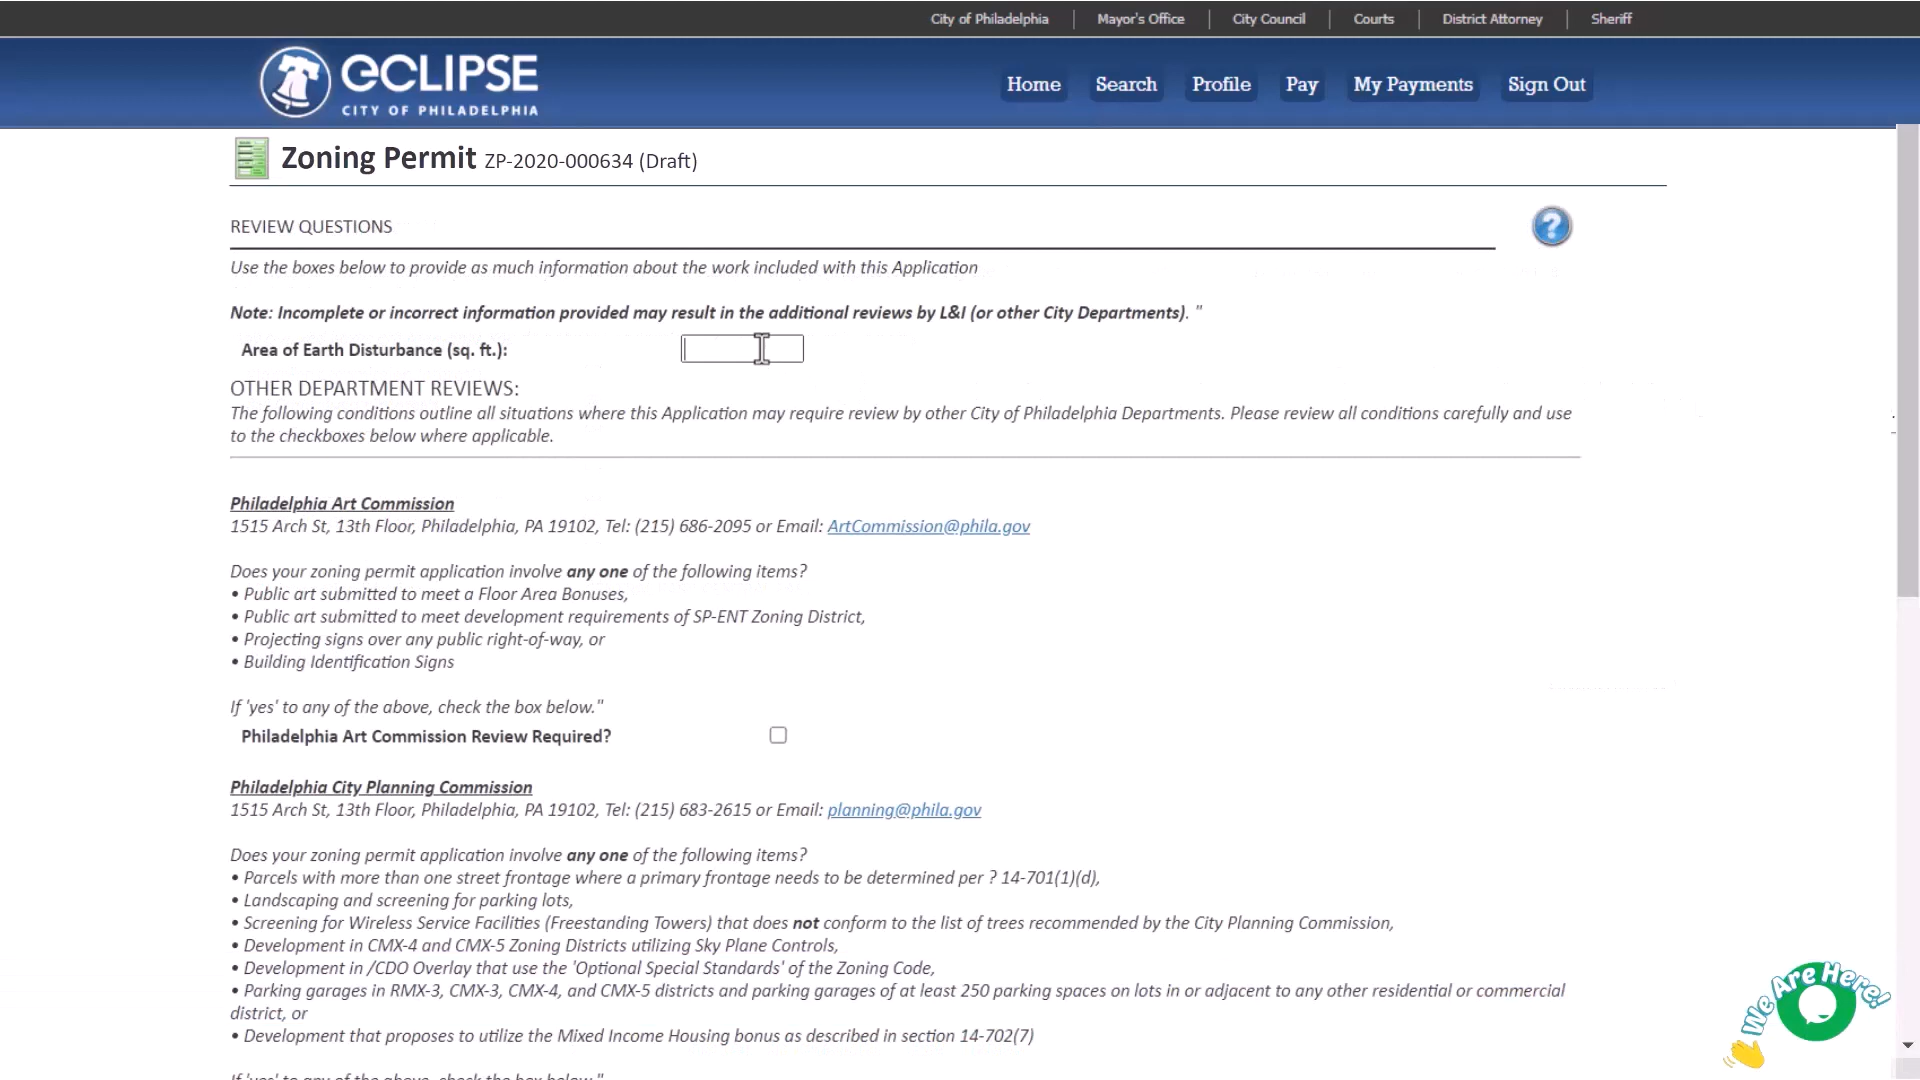 City of Philadelphia | Mayor's Office | City Council | Courts | District Attorney | Sheriff
eCLIPSE
CITY OF PHILADELPHIA
Home Search Profile Pay My Payments Sign Out
Zoning Permit ZP-2020-000634 (Draft)
REVIEW QUESTIONS
?
Use the boxes below to provide as much information about the work included with this Application
Note: Incomplete or incorrect information provided may result in the additional reviews by L&I (or other City Departments). "
Area of Earth Disturbance (sq. ft.):
OTHER DEPARTMENT REVIEWS:
The following conditions outline all situations where this Application may require review by other City of Philadelphia Departments. Please review all conditions carefully and use
to the checkboxes below where applicable.
Philadelphia Art Commission
1515 Arch St, 13th Floor, Philadelphia, PA 19102, Tel: (215) 686-2095 or Email: ArtCommission@phila.gov
Does your zoning permit application involve any one of the following items?
• Public art submitted to meet a Floor Area Bonuses,
• Public art submitted to meet development requirements of SP-ENT Zoning District,
• Projecting signs over any public right-of-way, or
• Building Identification Signs
If 'yes' to any of the above, check the box below."
Philadelphia Art Commission Review Required?
Philadelphia City Planning Commission
1515 Arch St, 13th Floor, Philadelphia, PA 19102, Tel: (215) 683-2615 or Email: planning@phila.gov
Does your zoning permit application involve any one of the following items?
• Parcels with more than one street frontage where a primary frontage needs to be determined per ? 14-701(1)(d),
• Landscaping and screening for parking lots,
• Screening for Wireless Service Facilities (Freestanding Towers) that does not conform to the list of trees recommended by the City Planning Commission,
• Development in CMX-4 and CMX-5 Zoning Districts utilizing Sky Plane Controls,
• Development in /CDO Overlay that use the 'Optional Special Standards' of the Zoning Code,
• Parking garages in RMX-3, CMX-3, CMX-4, and CMX-5 districts and parking garages of at least 250 parking spaces on lots in or adjacent to any other residential or commercial
district, or
• Development that proposes to utilize the Mixed Income Housing bonus as described in section 14-702(7)
If 'yes' to any of the above, check the box below."
We Are Here!